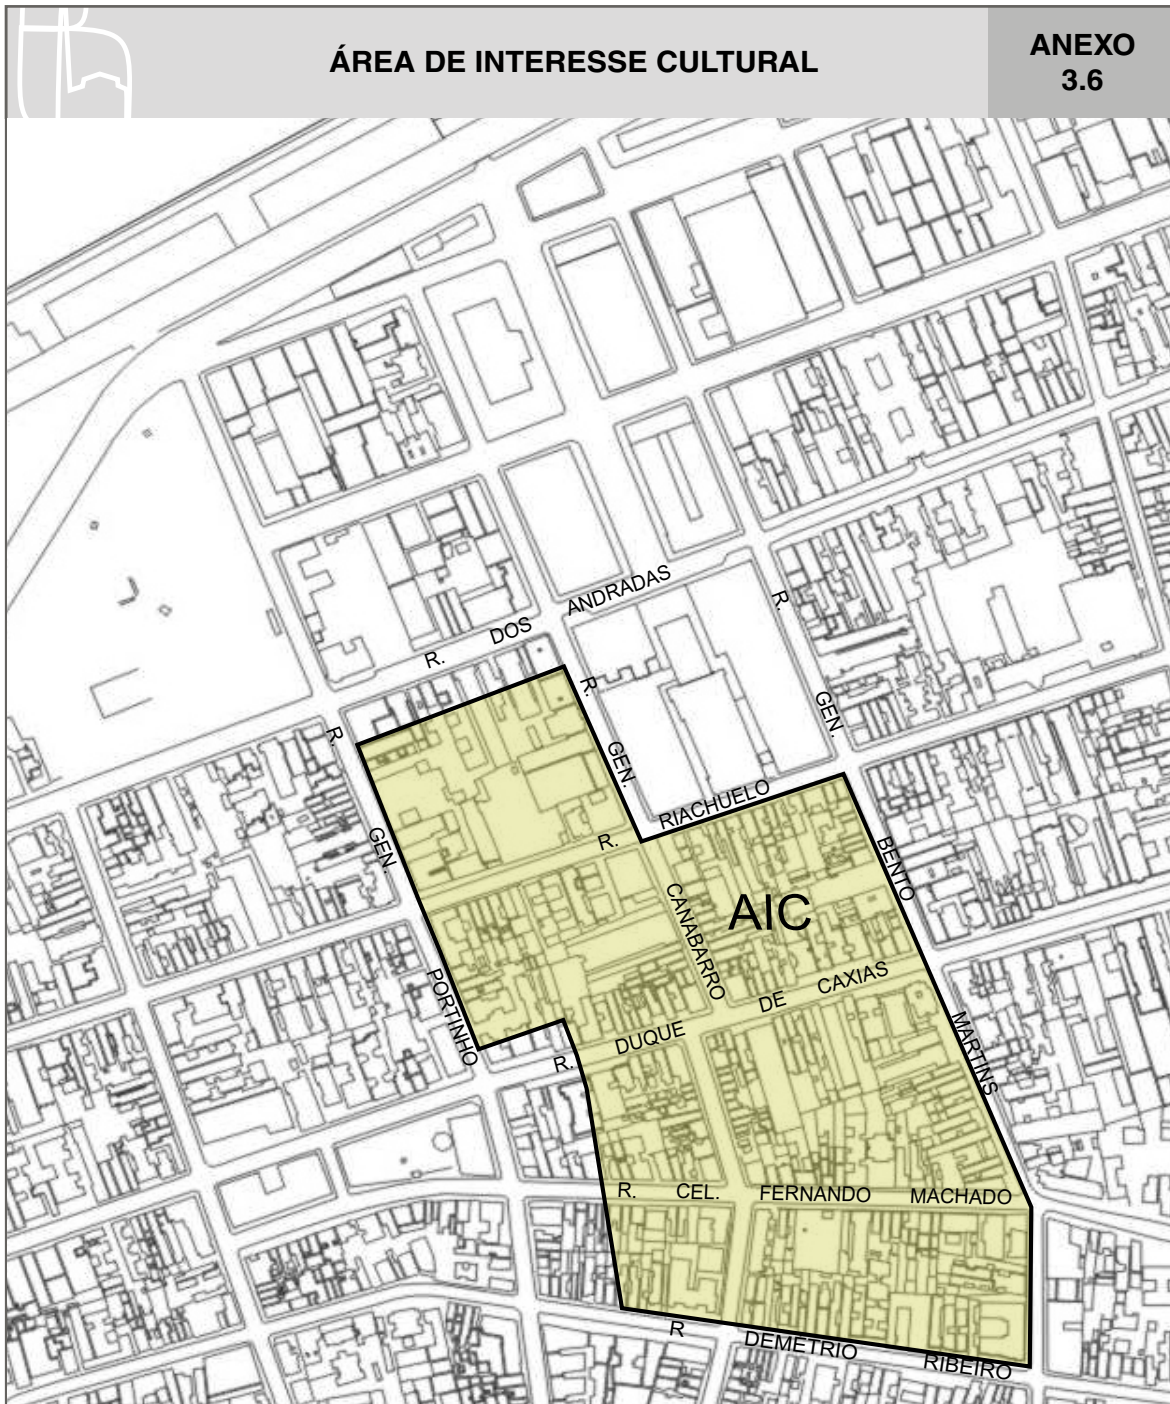 ÁREA DE INTERESSE CULTURAL
ANEXO
3.6
R. DOS ANDRADAS
R. GEN. CANABARRO
R. GEN. BENTO MARTINS
R. GEN. PORTINHO
R. RIACHUELO
AIC
R. DUQUE DE CAXIAS
R. CEL. FERNANDO MACHADO
R DEMETRIO RIBEIRO